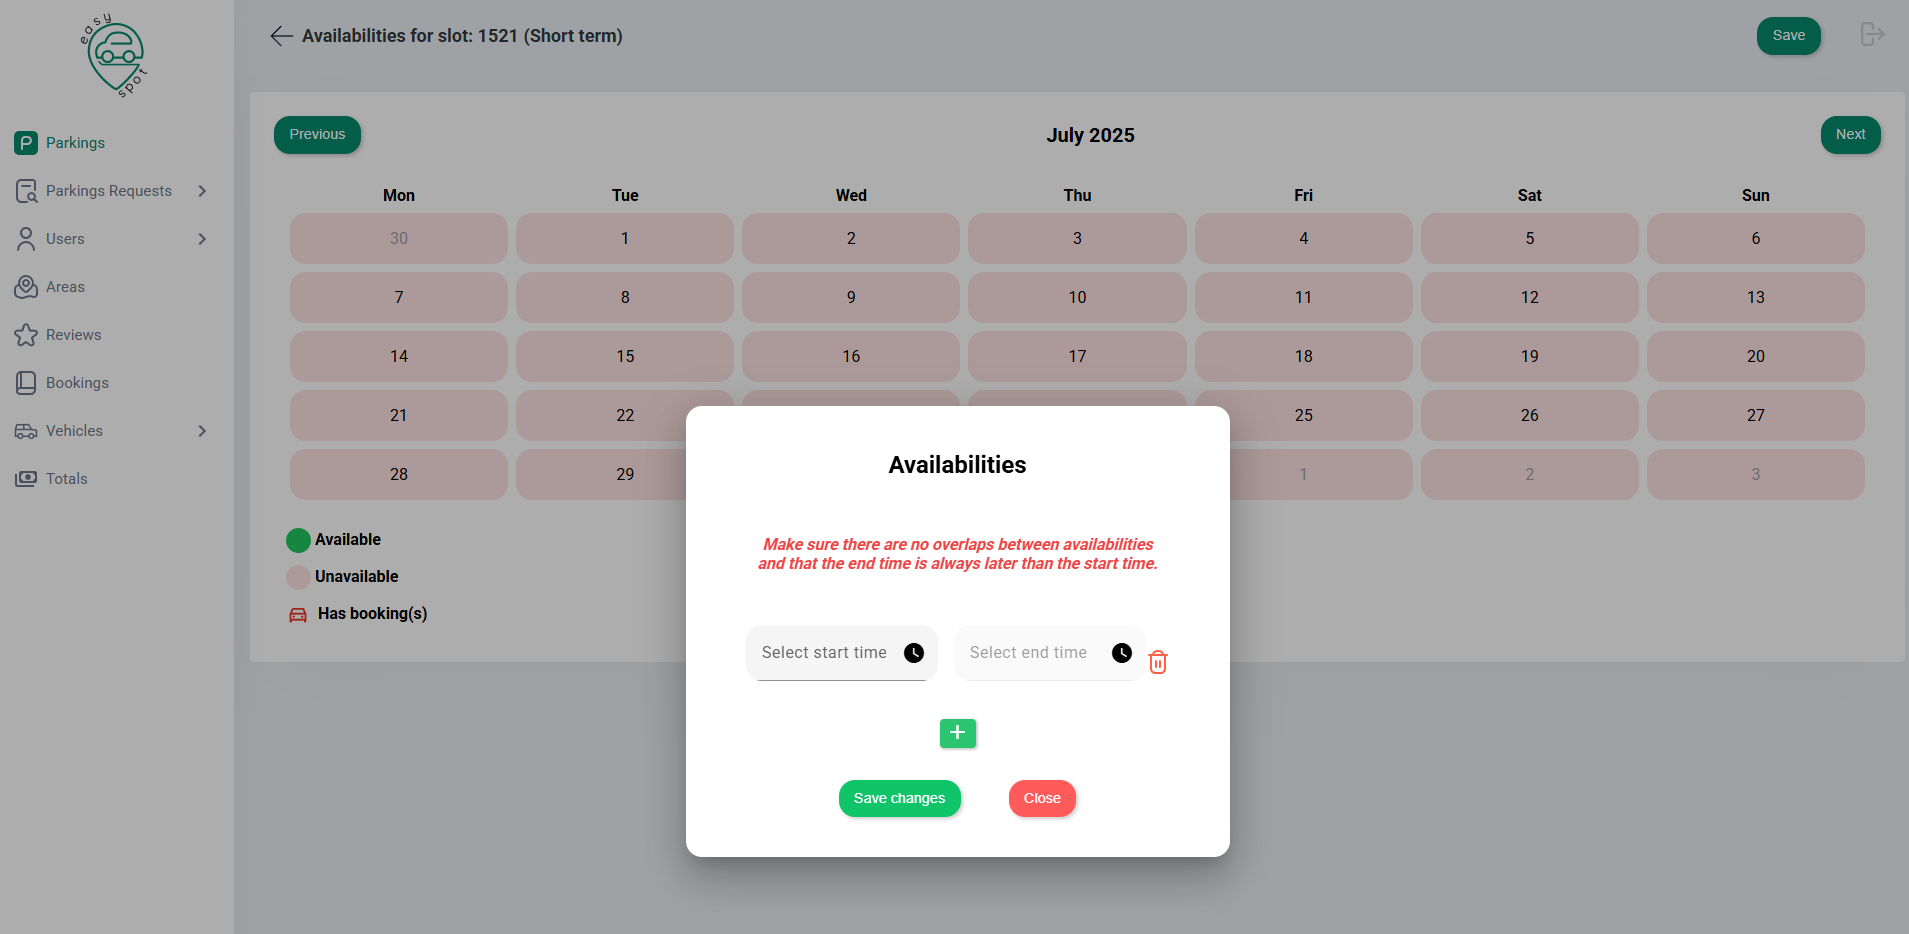 easy
spot
Availabilities for slot: 1521 (Short term)
Save
Parkings
Parkings Requests
Users
Areas
Reviews
Bookings
Vehicles
Totals
Previous
July 2025
Next
Mon Tue Wed Thu Fri Sat Sun
30 1 2 3 4 5 6
7 8 9 10 11 12 13
14 15 16 17 18 19 20
21 22 25 26 27
28 29 1 2 3
Available
Unavailable
Has booking(s)
Availabilities
Make sure there are no overlaps between availabilities
and that the end time is always later than the start time.
Select start time
Select end time
+
Save changes
Close